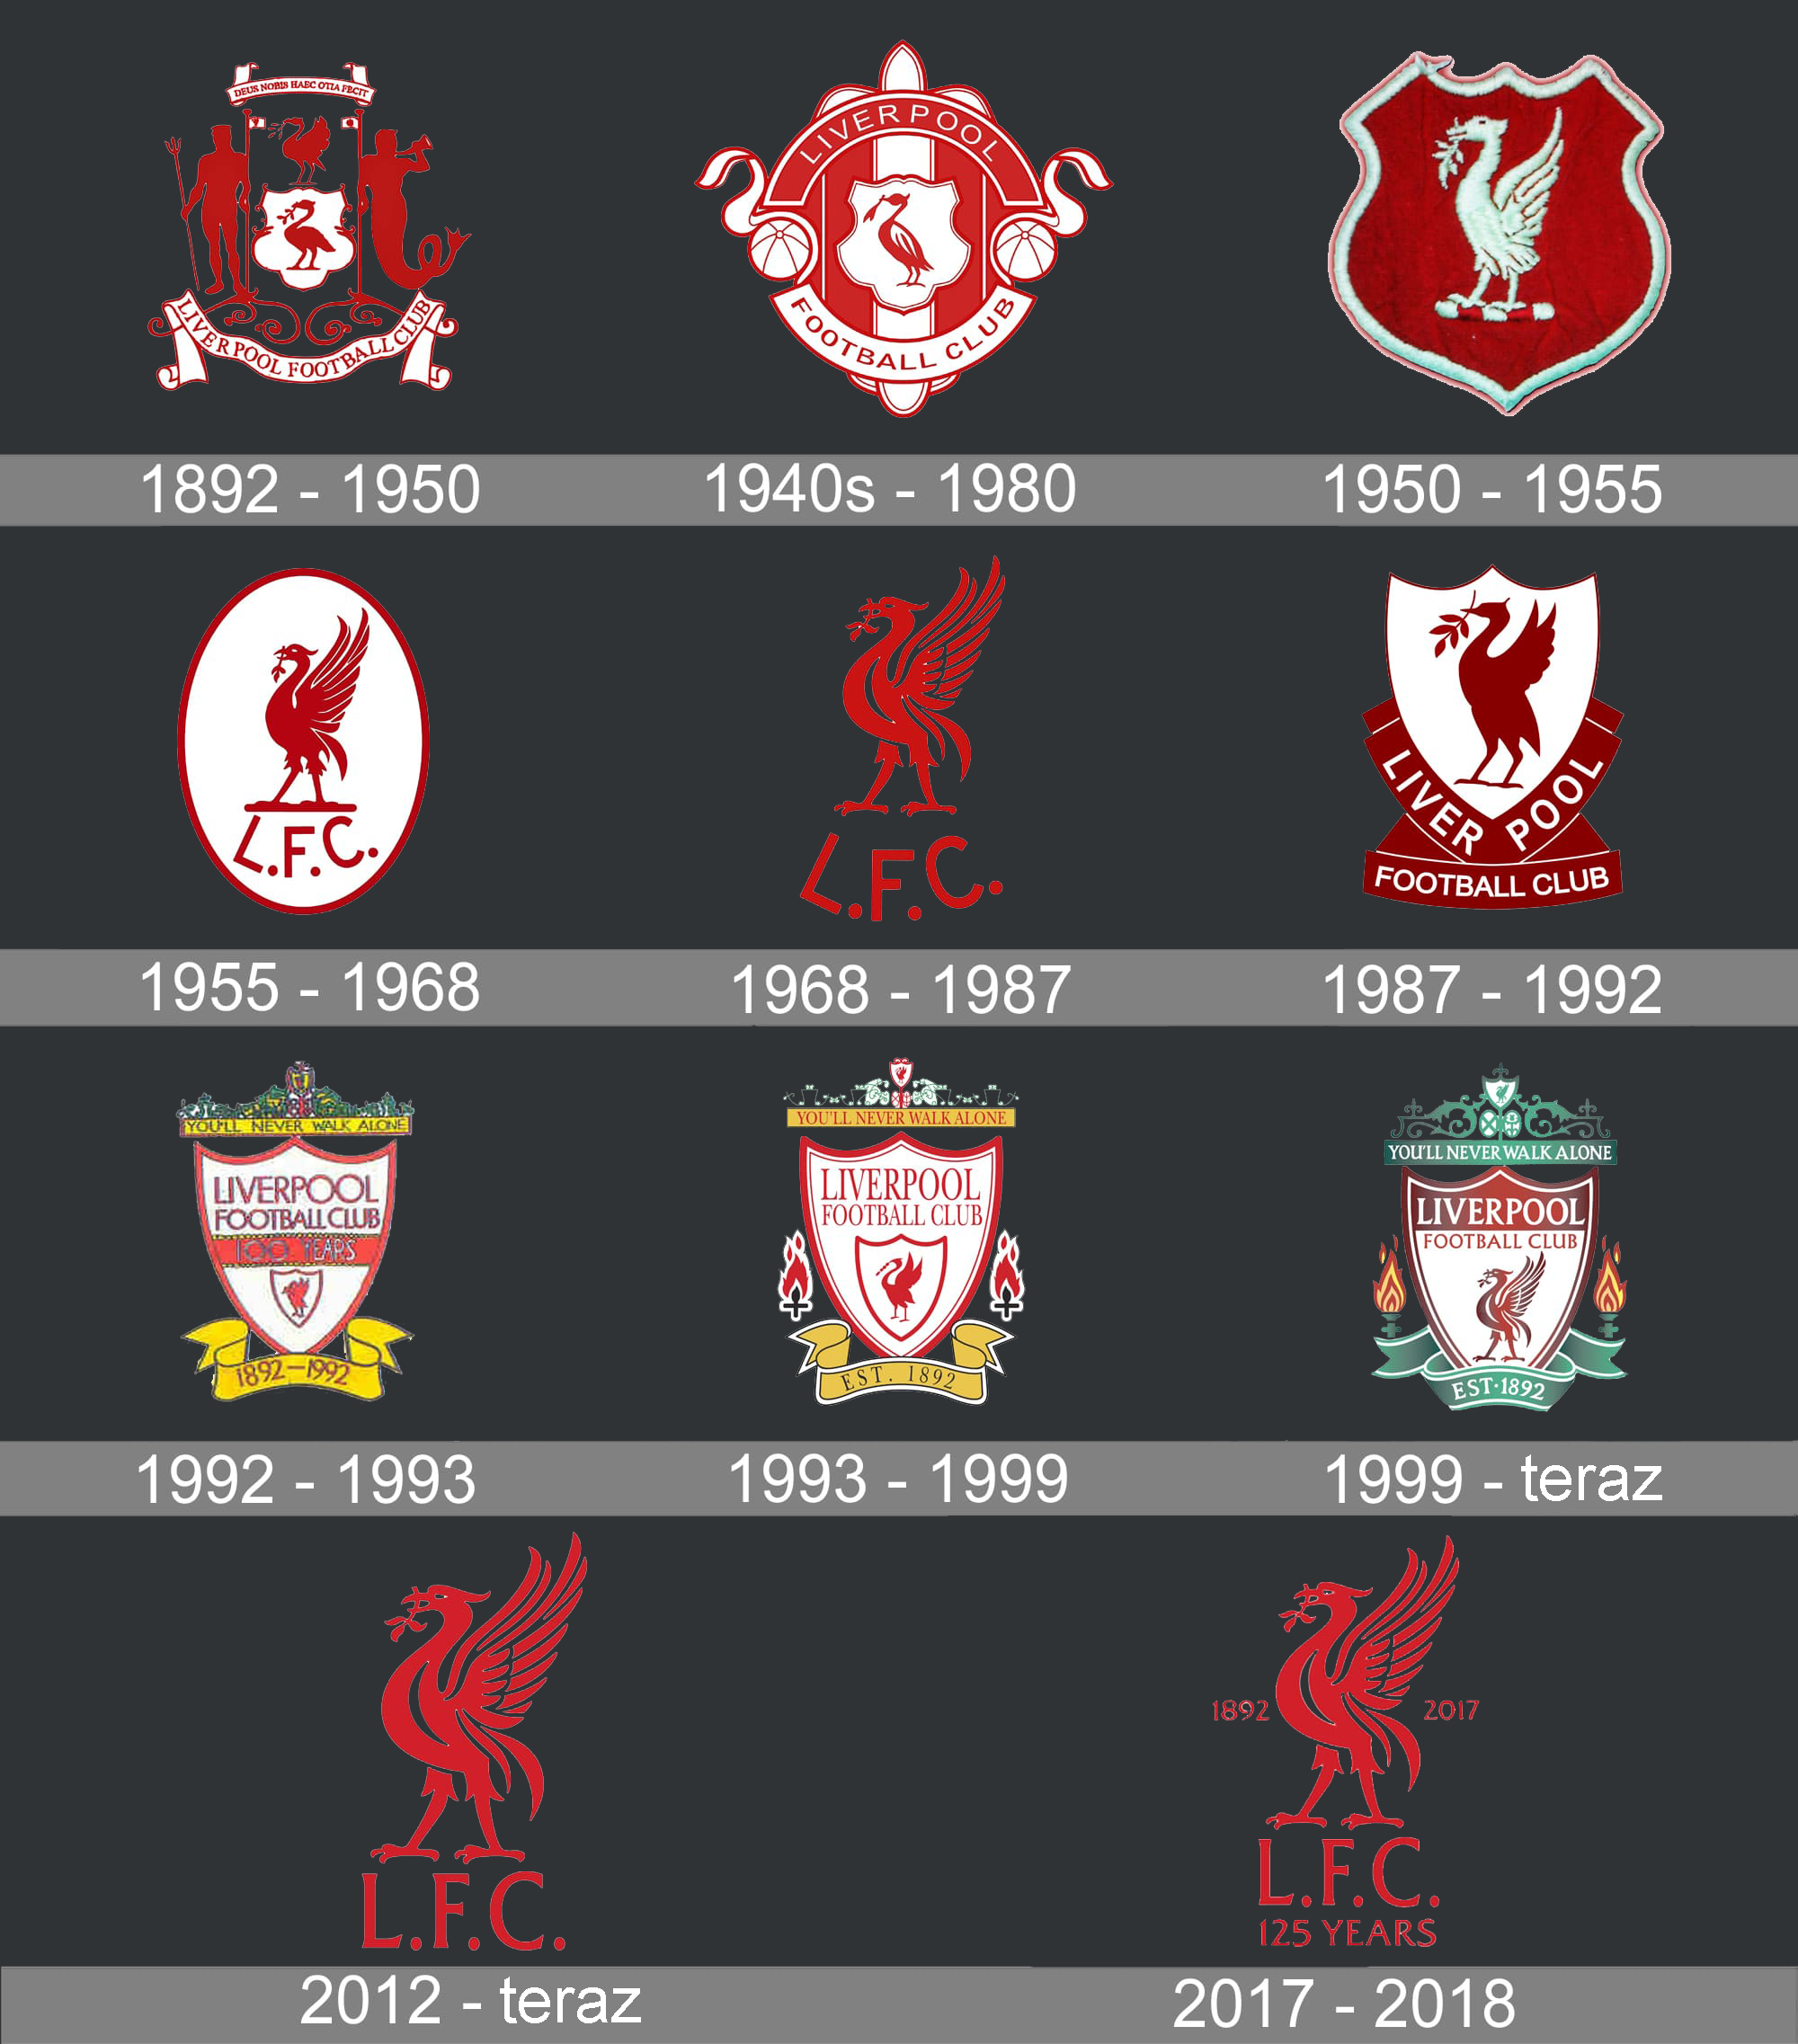 DEUS NOBIS HAEC OTIA FECIT
LIVERPOOL FOOTBALL CLUB
LIVERPOOL
FOOTBALL CLUB
1892 - 1950
1940s - 1980
1950 - 1955
L.F.C.
L.F.C.
LIVER POOL
FOOTBALL CLUB
1955 - 1968
1968 - 1987
1987 - 1992
YOU'LL NEVER WALK ALONE
LIVERPOOL
FOOTBALL CLUB
100 YEARS
1892-1992
YOU'LL NEVER WALK ALONE
LIVERPOOL
FOOTBALL CLUB
EST. 1892
YOU'LL NEVER WALK ALONE
LIVERPOOL
FOOTBALL CLUB
EST·1892
1992 - 1993
1993 - 1999
1999 - teraz
L.F.C.
1892 2017
L.F.C.
125 YEARS
2012 - teraz
2017 - 2018